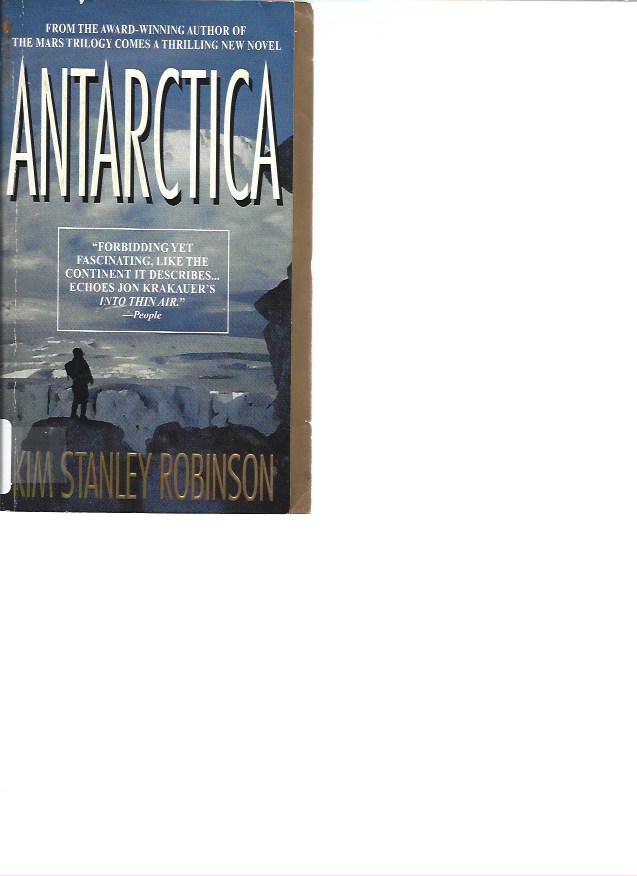 FROM THE AWARD-WINNING AUTHOR OF
THE MARS TRILOGY COMES A THRILLING NEW NOVEL
ANTARCTICA
“FORBIDDING YET
FASCINATING, LIKE THE
CONTINENT IT DESCRIBES...
ECHOES JON KRAKAUER'S
INTO THIN AIR.”
—People
KIM STANLEY ROBINSON